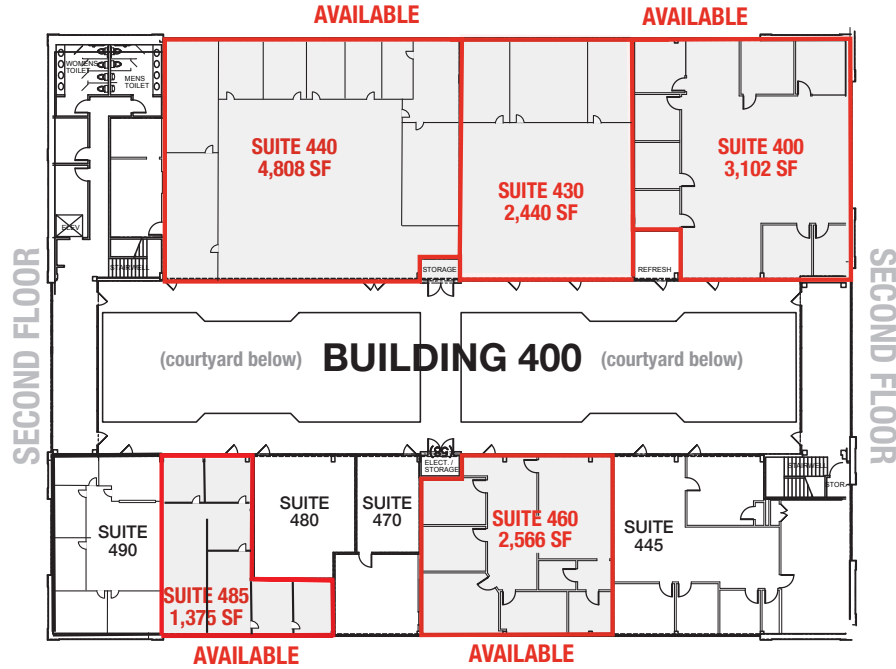 AVAILABLE
AVAILABLE
WOMENS
TOILET
MENS
TOILET
SUITE 440
4,808 SF
SUITE 430
2,440 SF
SUITE 400
3,102 SF
ELEV
STAIRWELL
STORAGE
REFRESH
SECOND FLOOR
(courtyard below)
BUILDING 400
(courtyard below)
SECOND FLOOR
ELECT. /
STORAGE
STAIRWELL
STOR.
SUITE
490
SUITE 485
1,375 SF
SUITE
480
SUITE
470
SUITE 460
2,566 SF
SUITE
445
AVAILABLE
AVAILABLE